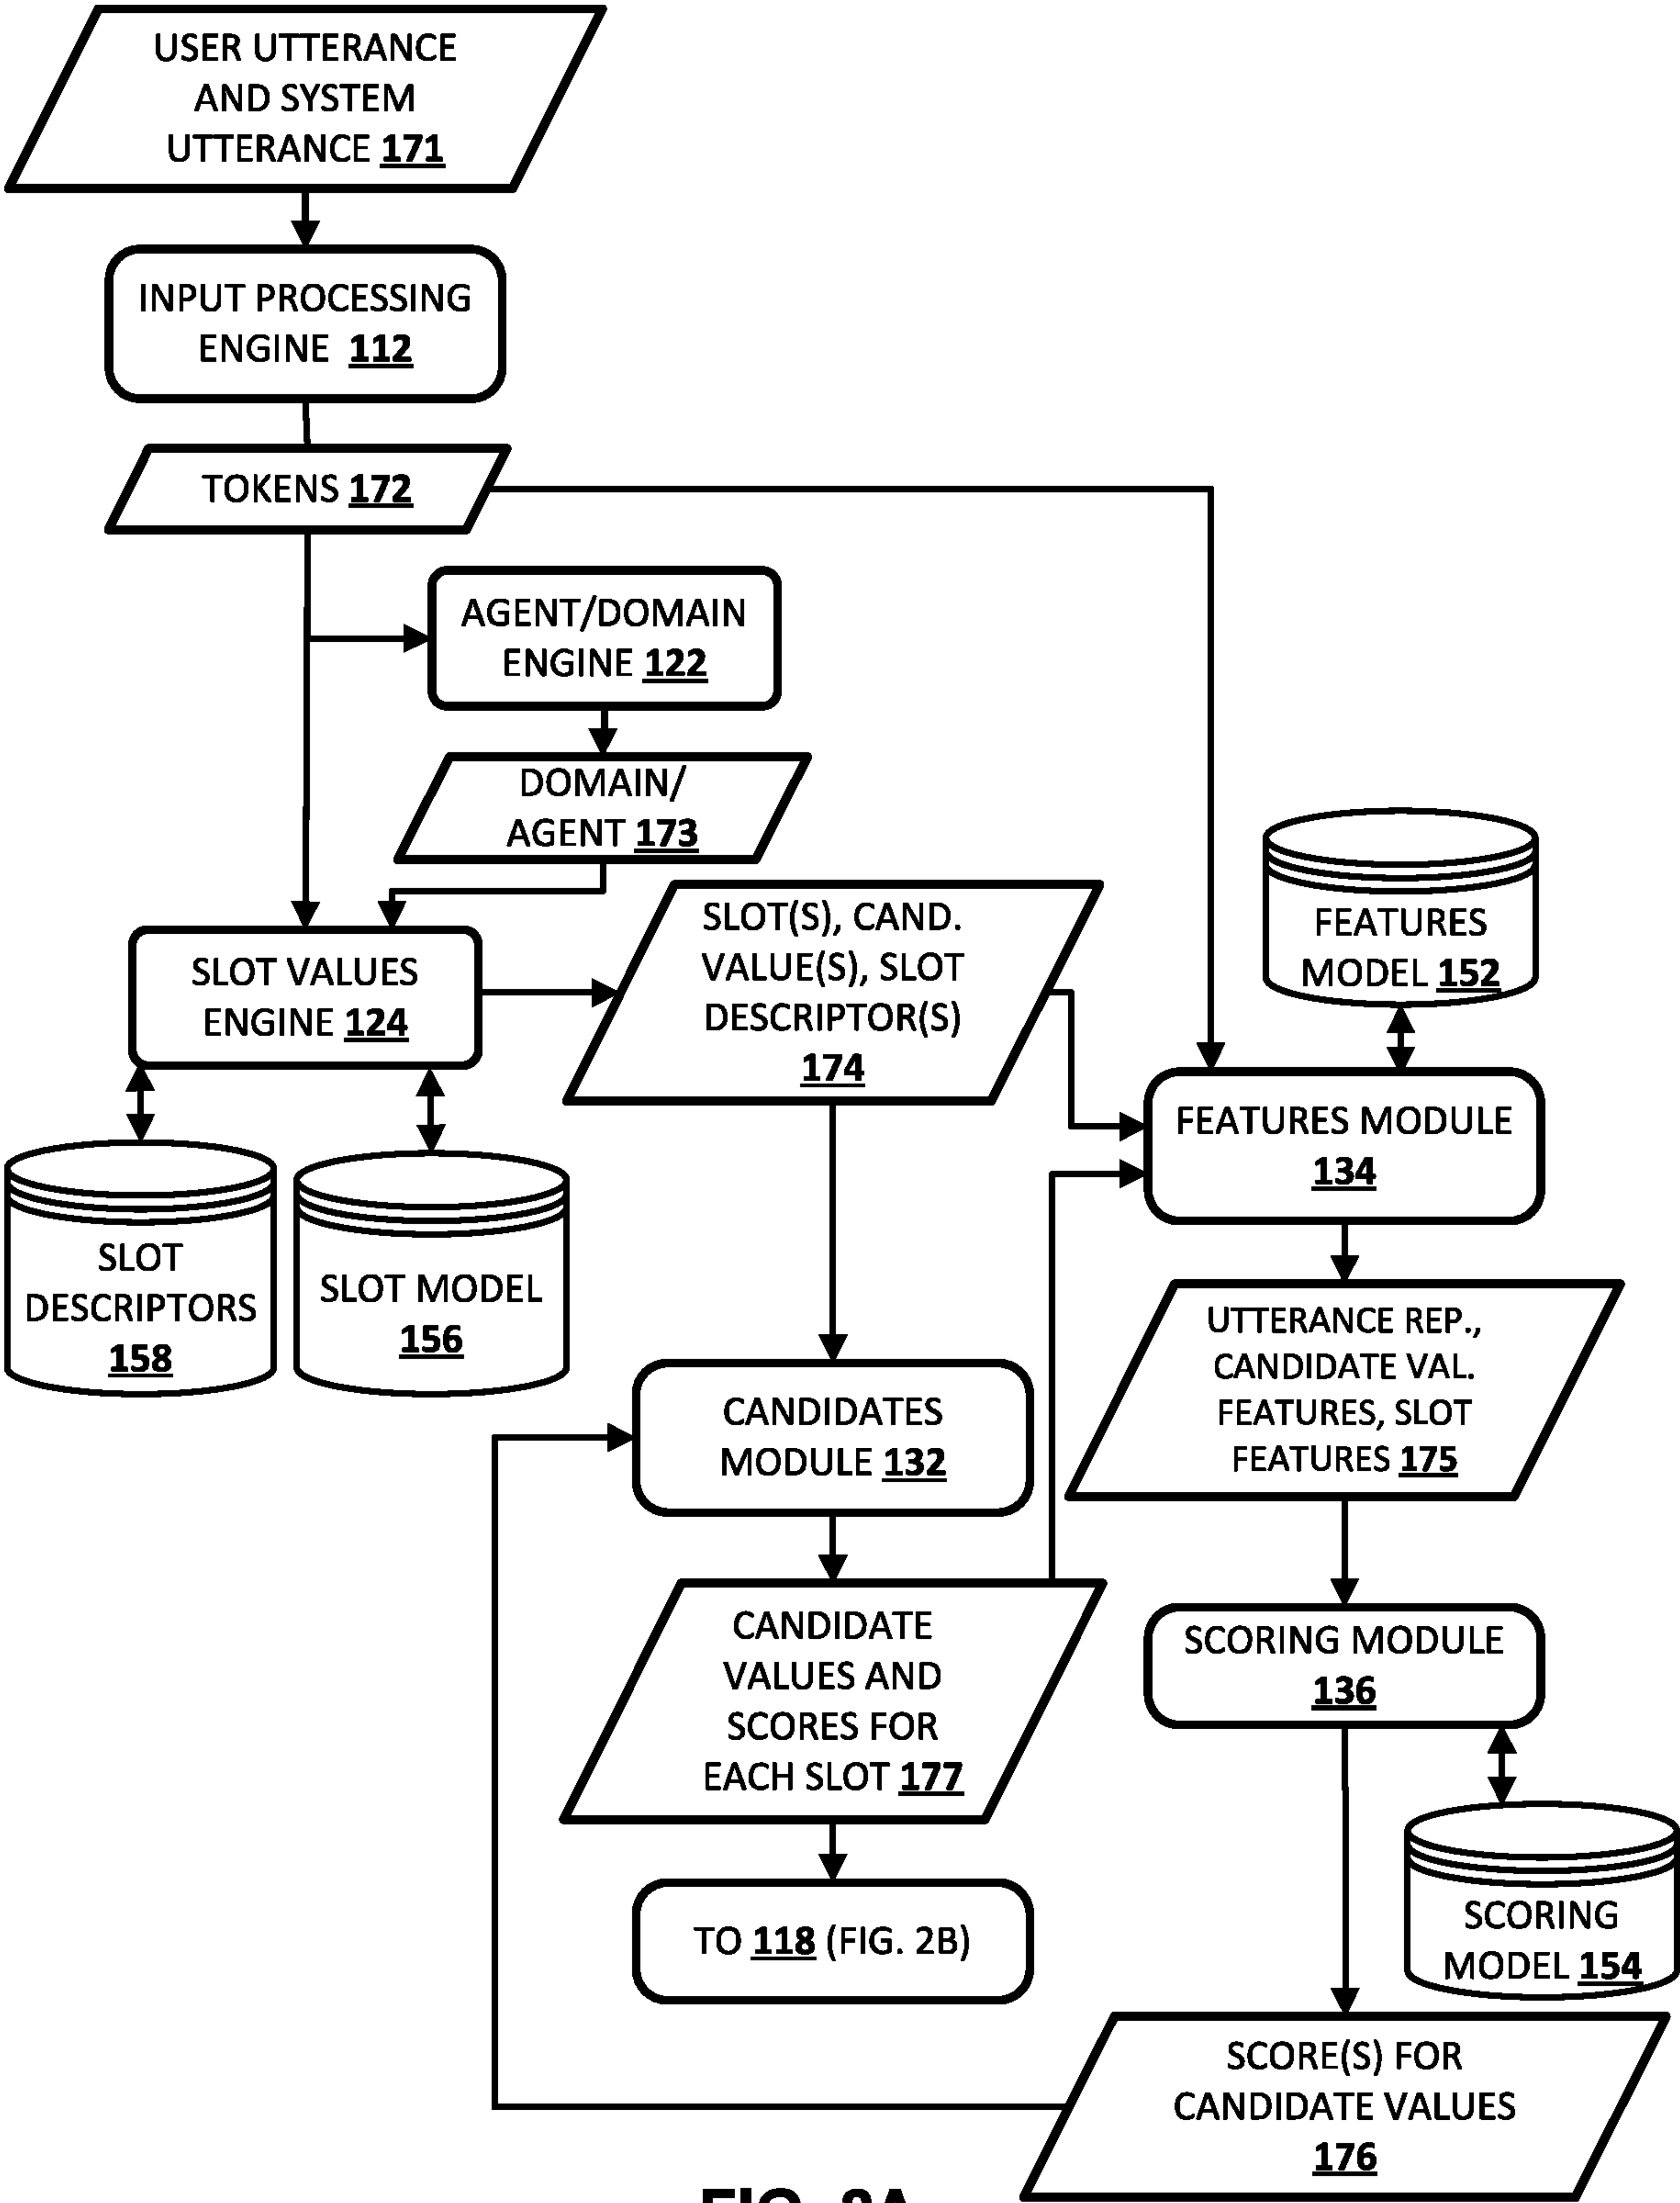 USER UTTERANCE
AND SYSTEM
UTTERANCE 171
INPUT PROCESSING
ENGINE 112
TOKENS 172
AGENT/DOMAIN
ENGINE 122
DOMAIN/
AGENT 173
SLOT VALUES
ENGINE 124
SLOT(S), CAND.
VALUE(S), SLOT
DESCRIPTOR(S)
174
FEATURES
MODEL 152
FEATURES MODULE
134
SLOT
DESCRIPTORS
158
SLOT MODEL
156
UTTERANCE REP.,
CANDIDATE VAL.
FEATURES, SLOT
FEATURES 175
CANDIDATES
MODULE 132
CANDIDATE
VALUES AND
SCORES FOR
EACH SLOT 177
SCORING MODULE
136
TO 118 (FIG. 2B)
SCORING
MODEL 154
SCORE(S) FOR
CANDIDATE VALUES
176
FIG. 2A